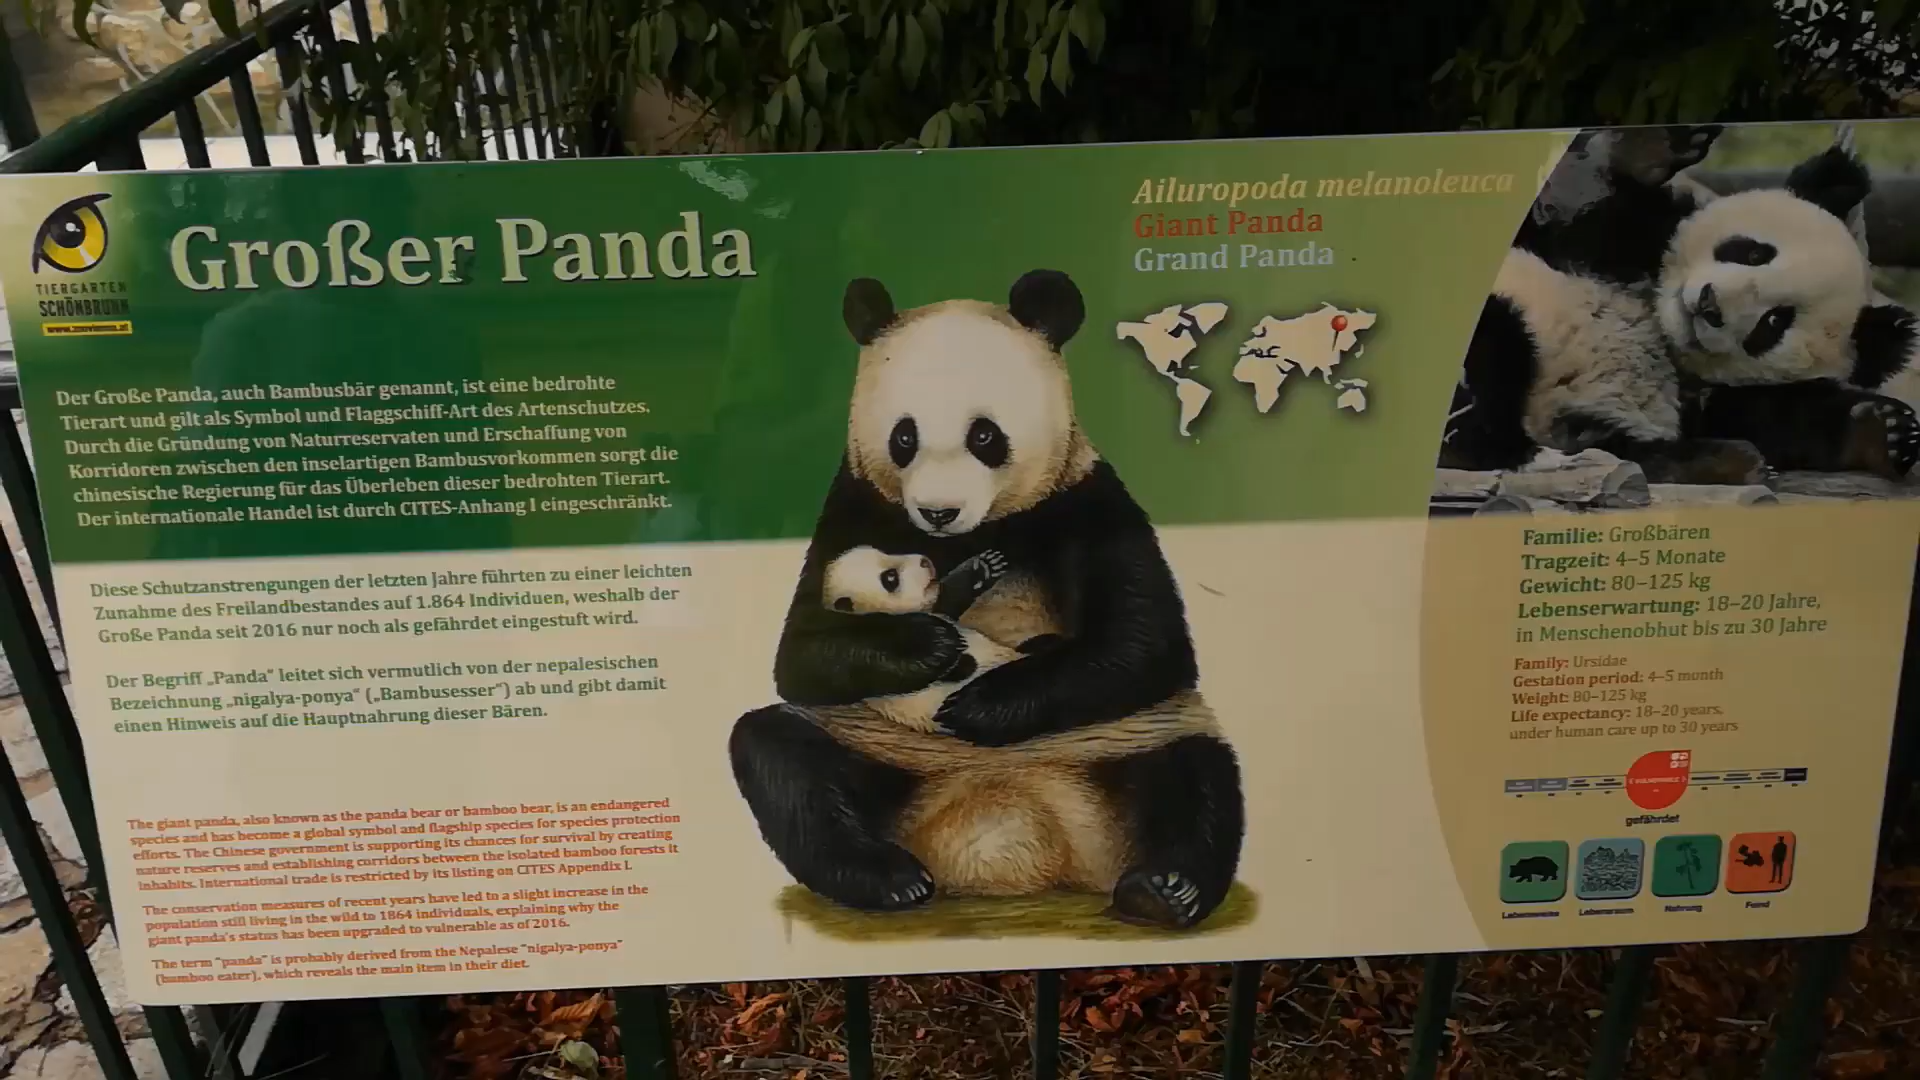 TIERGARTEN
SCHÖNBRUNN
www.zoovienna.at
Großer Panda
Ailuropoda melanoleuca
Giant Panda
Grand Panda
Der Große Panda, auch Bambusbär genannt, ist eine bedrohte
Tierart und gilt als Symbol und Flaggschiff-Art des Artenschutzes.
Durch die Gründung von Naturreservaten und Erschaffung von
Korridoren zwischen den inselartigen Bambusvorkommen sorgt die
chinesische Regierung für das Überleben dieser bedrohten Tierart.
Der internationale Handel ist durch CITES-Anhang I eingeschränkt.
Diese Schutzanstrengungen der letzten Jahre führten zu einer leichten
Zunahme des Freilandbestandes auf 1.864 Individuen, weshalb der
Große Panda seit 2016 nur noch als gefährdet eingestuft wird.
Der Begriff „Panda“ leitet sich vermutlich von der nepalesischen
Bezeichnung „nigalya-ponya“ („Bambusesser“) ab und gibt damit
einen Hinweis auf die Hauptnahrung dieser Bären.
The giant panda, also known as the panda bear or bamboo bear, is an endangered
species and has become a global symbol and flagship species for species protection
efforts. The Chinese government is supporting its chances for survival by creating
nature reserves and establishing corridors between the isolated bamboo forests it
inhabits. International trade is restricted by its listing on CITES Appendix I.
The conservation measures of recent years have led to a slight increase in the
population still living in the wild to 1864 individuals, explaining why the
giant panda's status has been upgraded to vulnerable as of 2016.
The term "panda" is probably derived from the Nepalese "nigalya-ponya"
(bamboo eater), which reveals the main item in their diet.
Familie: Großbären
Tragzeit: 4–5 Monate
Gewicht: 80–125 kg
Lebenserwartung: 18–20 Jahre,
in Menschenobhut bis zu 30 Jahre
Family: Ursidae
Gestation period: 4–5 month
Weight: 80–125 kg
Life expectancy: 18–20 years,
under human care up to 30 years
VULNERABLE
gefährdet
Lebensweise Lebensraum Nahrung Feind